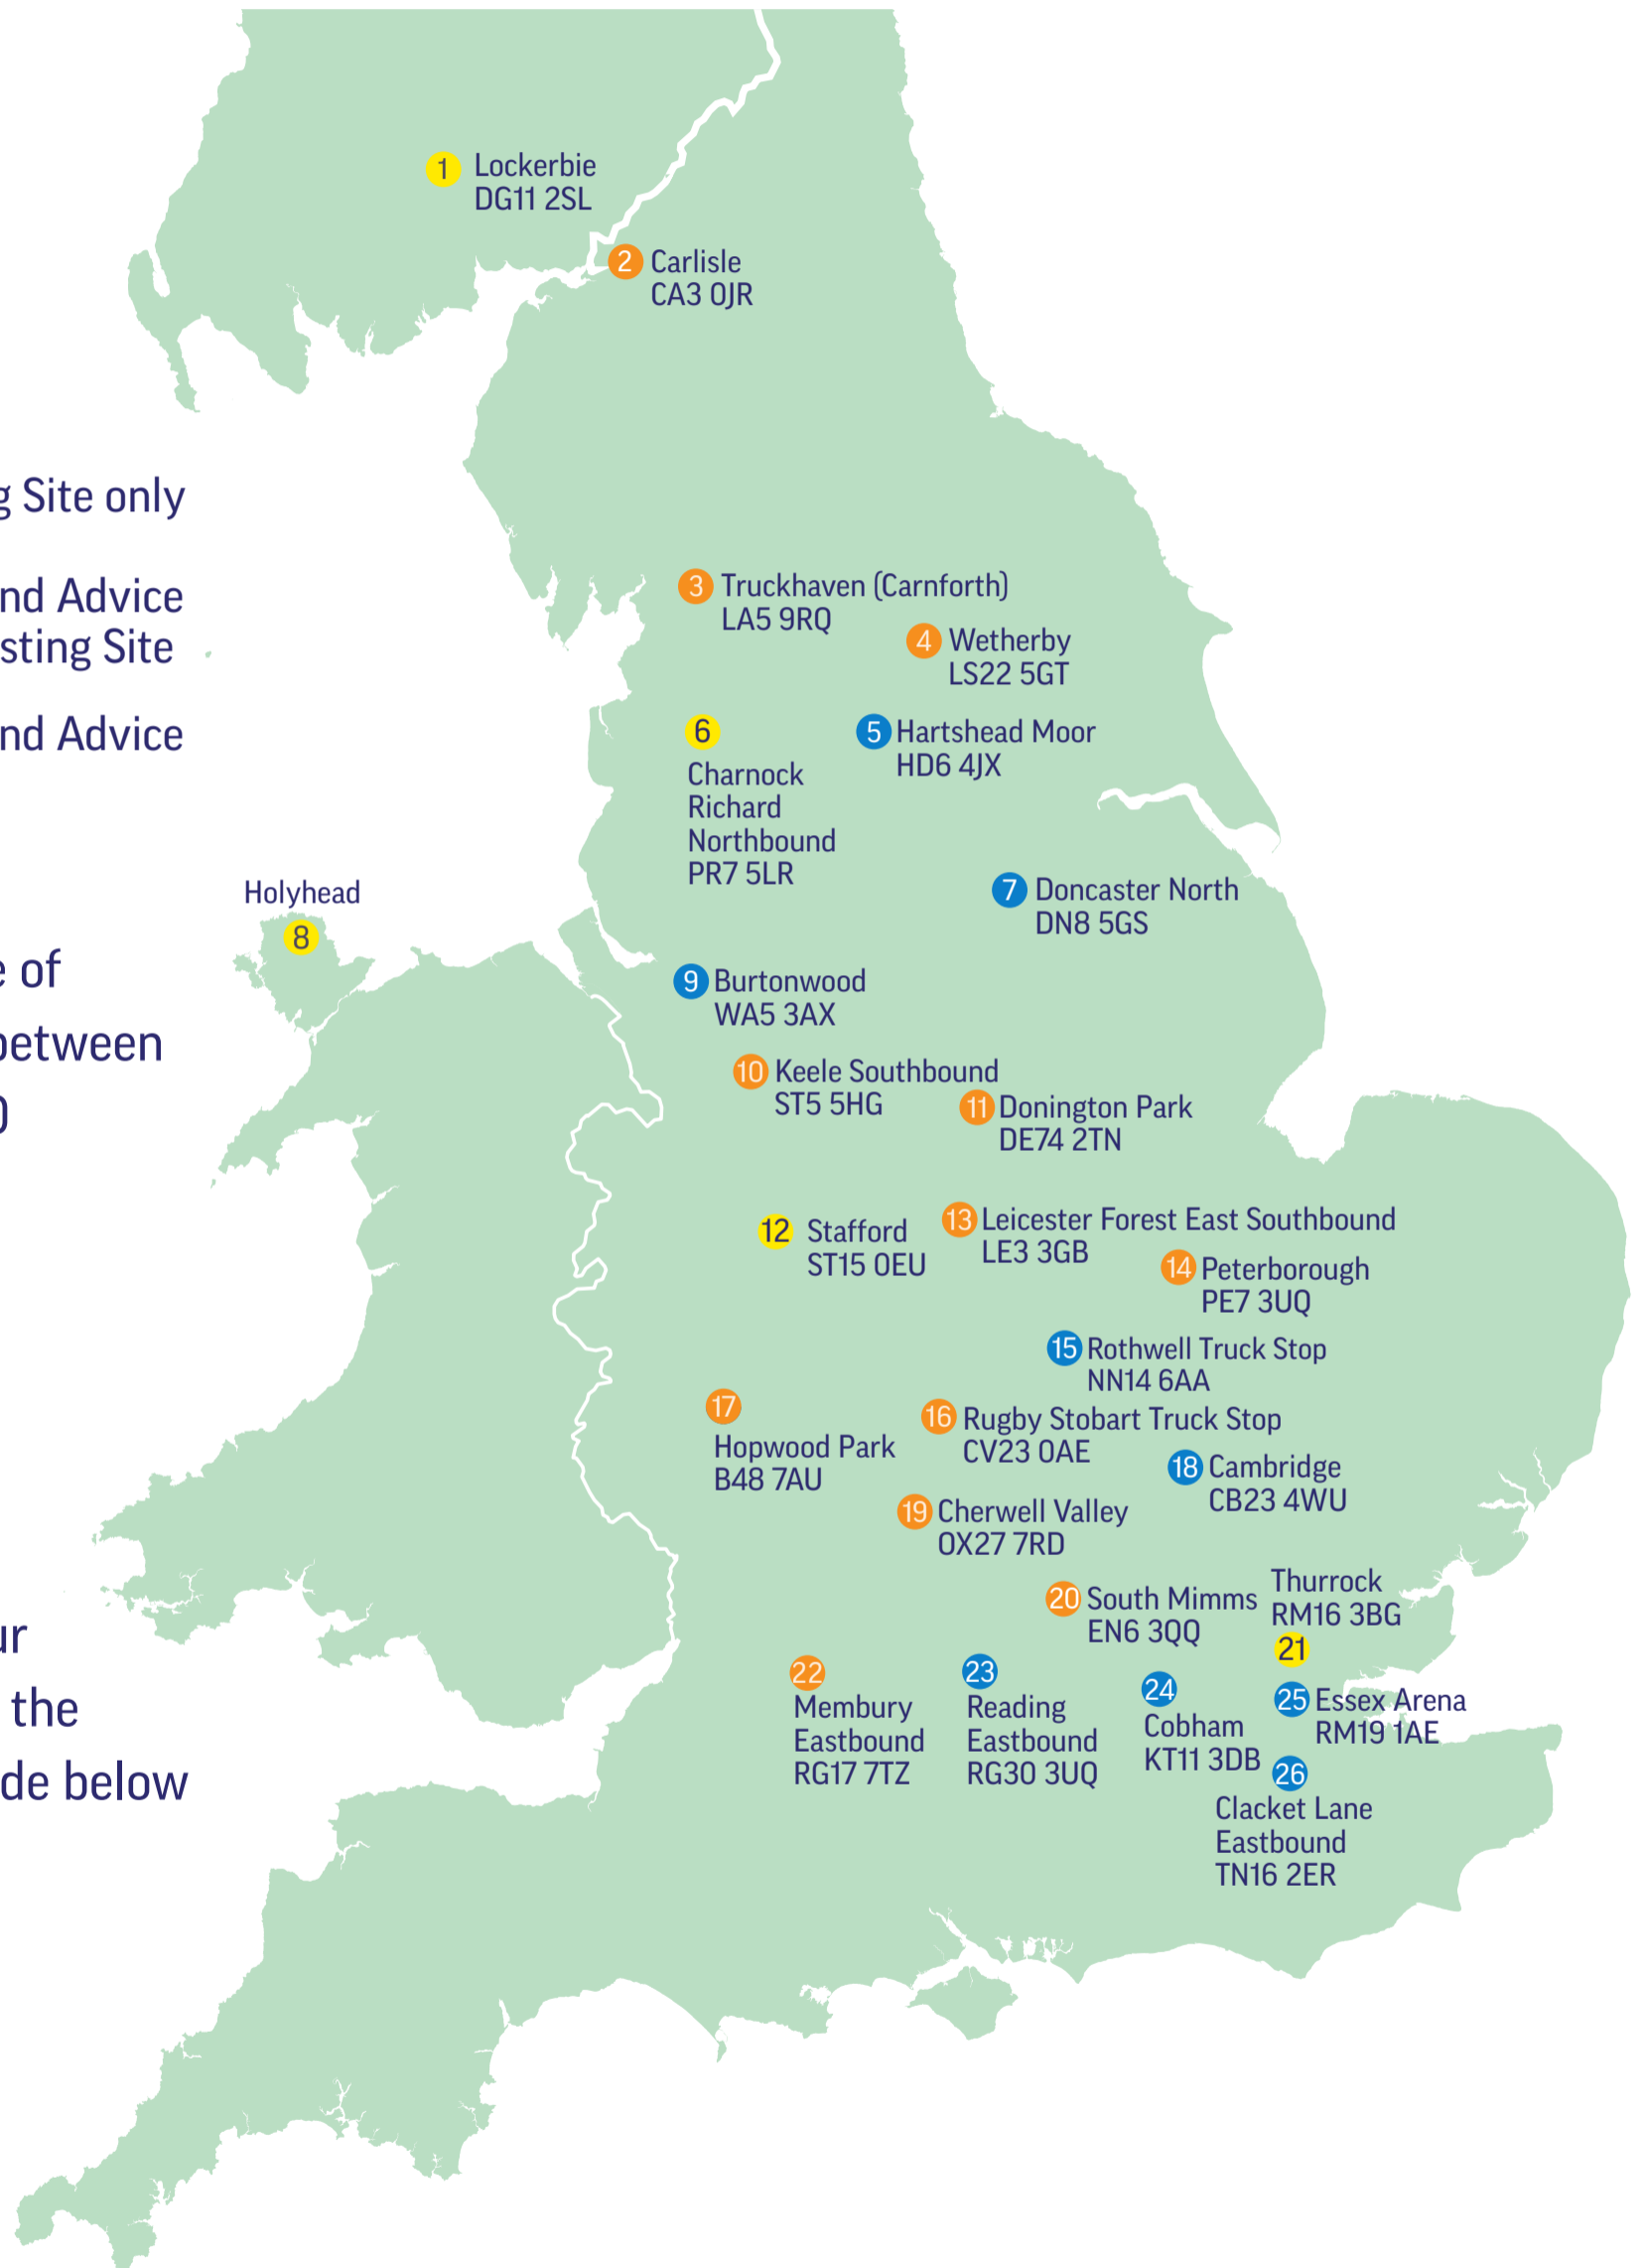 1
Lockerbie
DG11 2SL
2
Carlisle
CA3 0JR
g Site only
nd Advice
sting Site
nd Advice
3
Truckhaven (Carnforth)
LA5 9RQ
4
Wetherby
LS22 5GT
5
Hartshead Moor
HD6 4JX
6
Charnock
Richard
Northbound
PR7 5LR
7
Doncaster North
DN8 5GS
Holyhead
8
e of
between
0
9
Burtonwood
WA5 3AX
10
Keele Southbound
ST5 5HG
11
Donington Park
DE74 2TN
12
Stafford
ST15 0EU
13
Leicester Forest East Southbound
LE3 3GB
14
Peterborough
PE7 3UQ
15
Rothwell Truck Stop
NN14 6AA
16
Rugby Stobart Truck Stop
CV23 0AE
17
Hopwood Park
B48 7AU
18
Cambridge
CB23 4WU
19
Cherwell Valley
OX27 7RD
20
South Mimms
EN6 3QQ
Thurrock
RM16 3BG
21
ur
the
de below
22
Membury
Eastbound
RG17 7TZ
23
Reading
Eastbound
RG30 3UQ
24
Cobham
KT11 3DB
25
Essex Arena
RM19 1AE
26
Clacket Lane
Eastbound
TN16 2ER